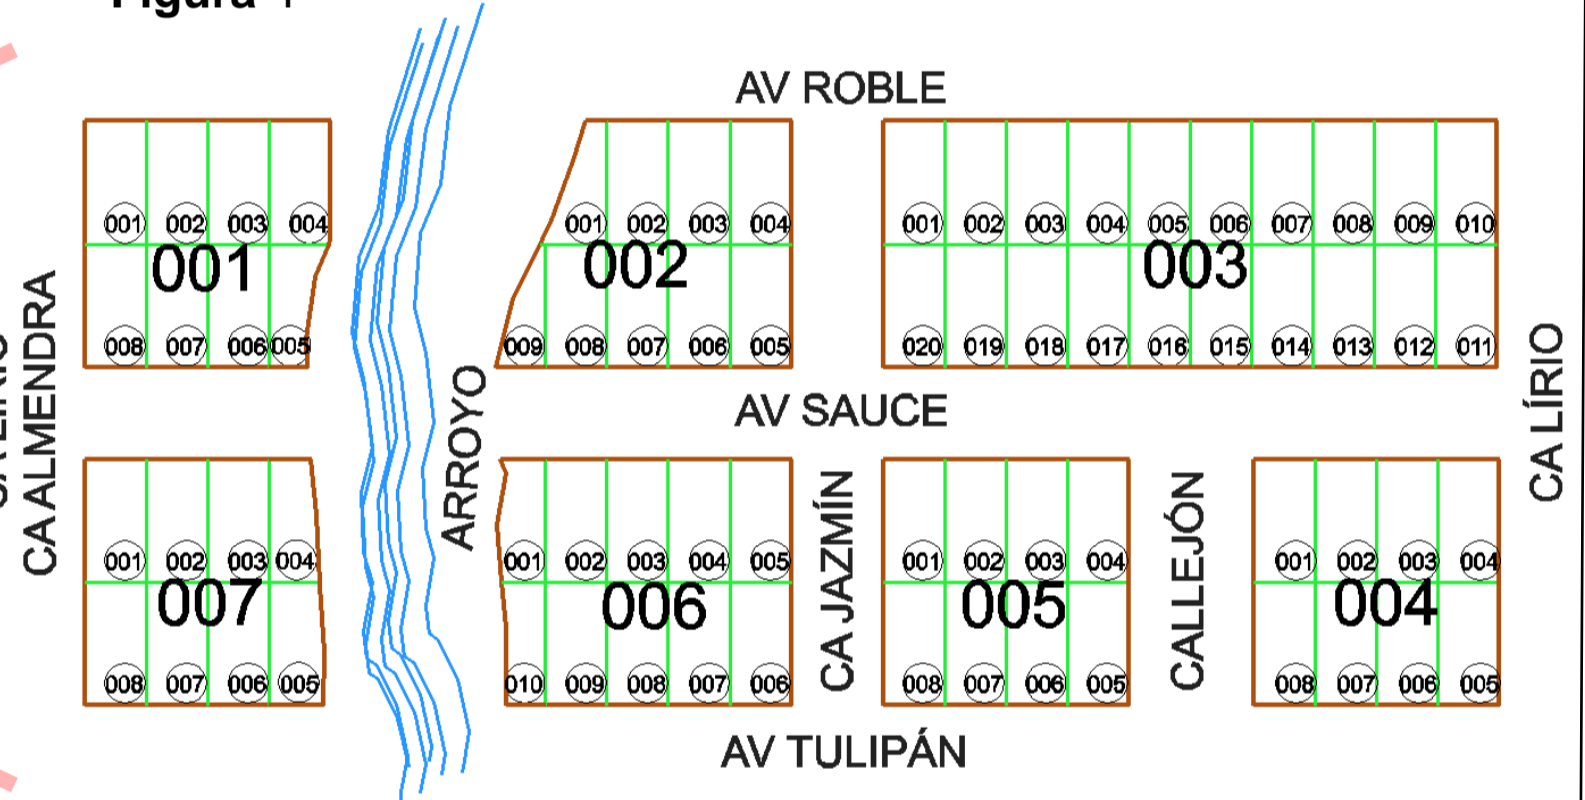 Figura
AV ROBLE
001 002 003 004
001
008 007 006 005
001 002 003 004
002
009 008 007 006 005
001 002 003 004 005 006 007 008 009 010
003
020 019 018 017 016 015 014 013 012 011
CA ALMENDRA
ARROYO
AV SAUCE
CA LÍRIO
001 002 003 004
007
008 007 006 005
001 002 003 004 005
006
010 009 008 007 006
CA JAZMÍN
001 002 003 004
005
008 007 006 005
CALLEJÓN
001 002 003 004
004
008 007 006 005
AV TULIPÁN